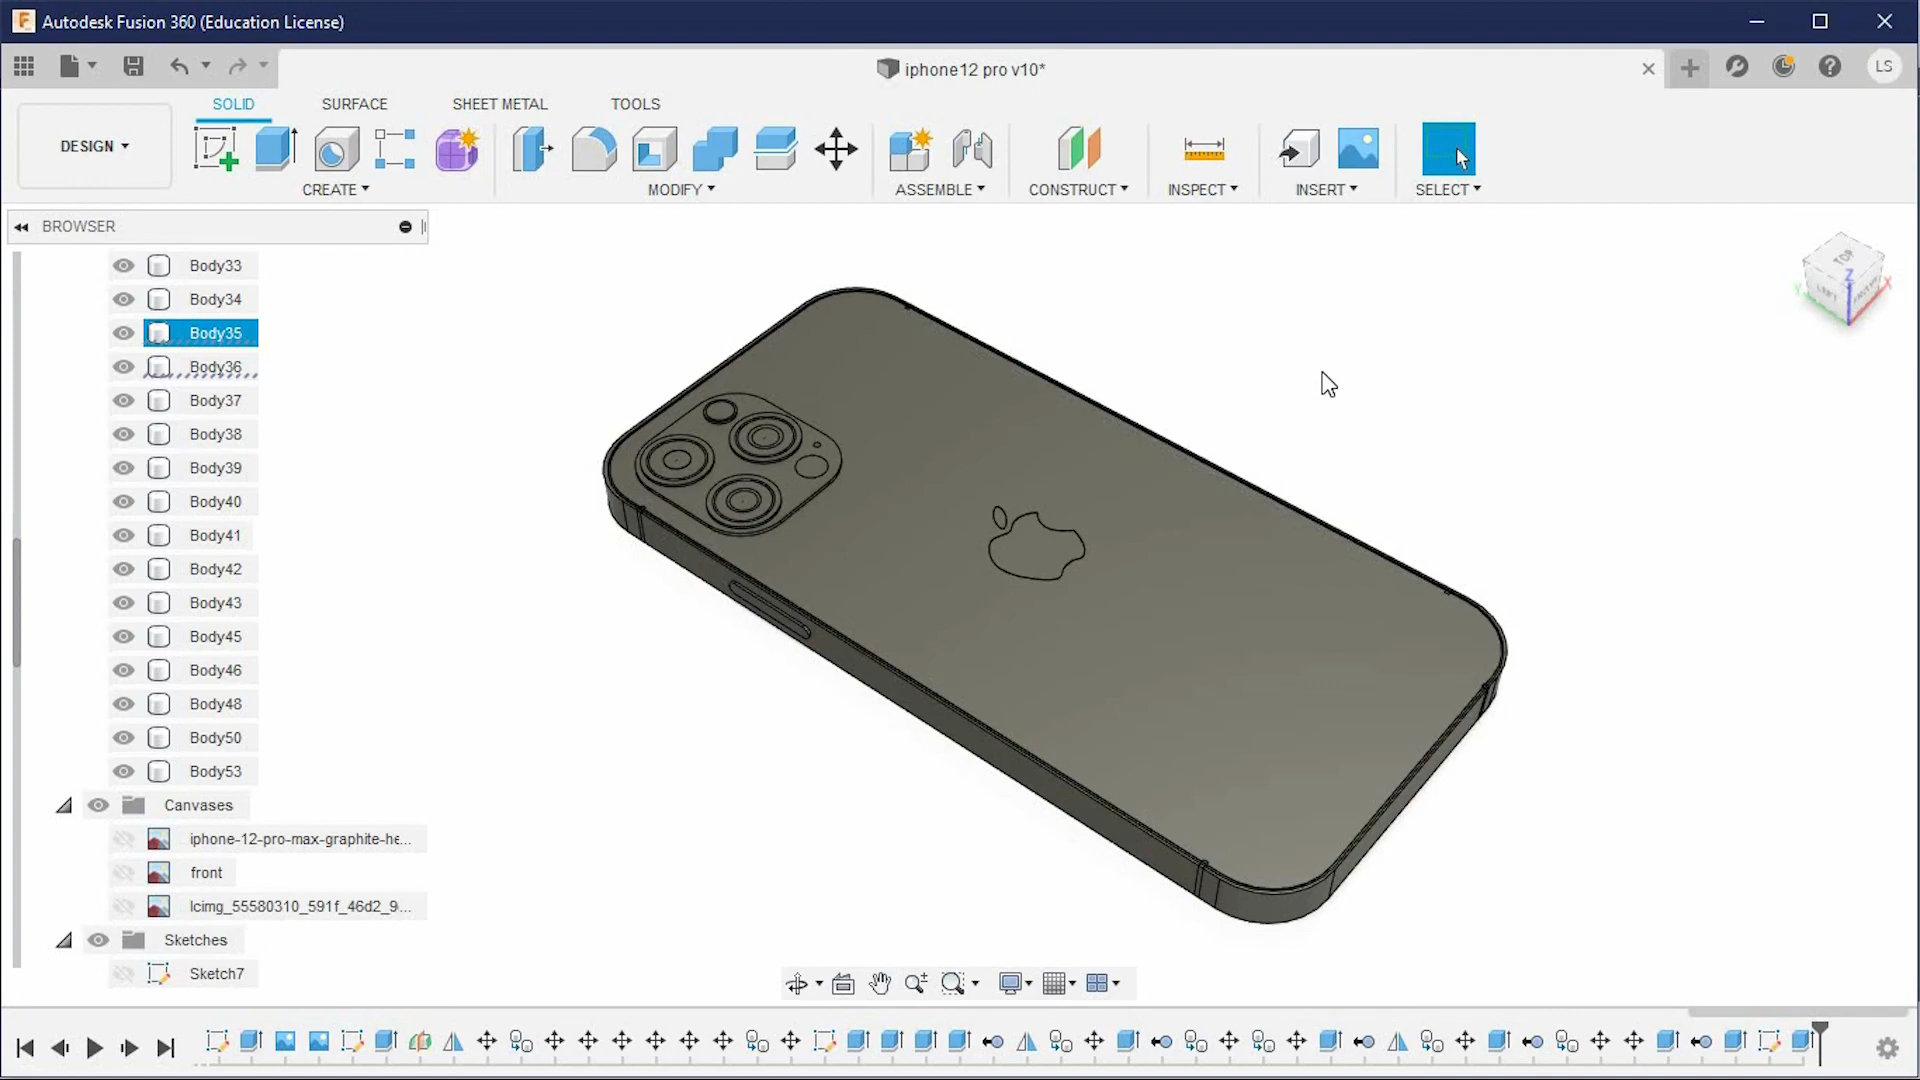 Autodesk Fusion 360 (Education License)
iphone12 pro v10*
LS
SOLID SURFACE SHEET METAL TOOLS
DESIGN
CREATE MODIFY ASSEMBLE CONSTRUCT INSPECT INSERT SELECT
BROWSER
TOP
LEFT
Z
Y
X
Body33
Body34
Body35
Body36
Body37
Body38
Body39
Body40
Body41
Body42
Body43
Body45
Body46
Body48
Body50
Body53
Canvases
iphone-12-pro-max-graphite-he...
front
lcimg_55580310_591f_46d2_9...
Sketches
Sketch7